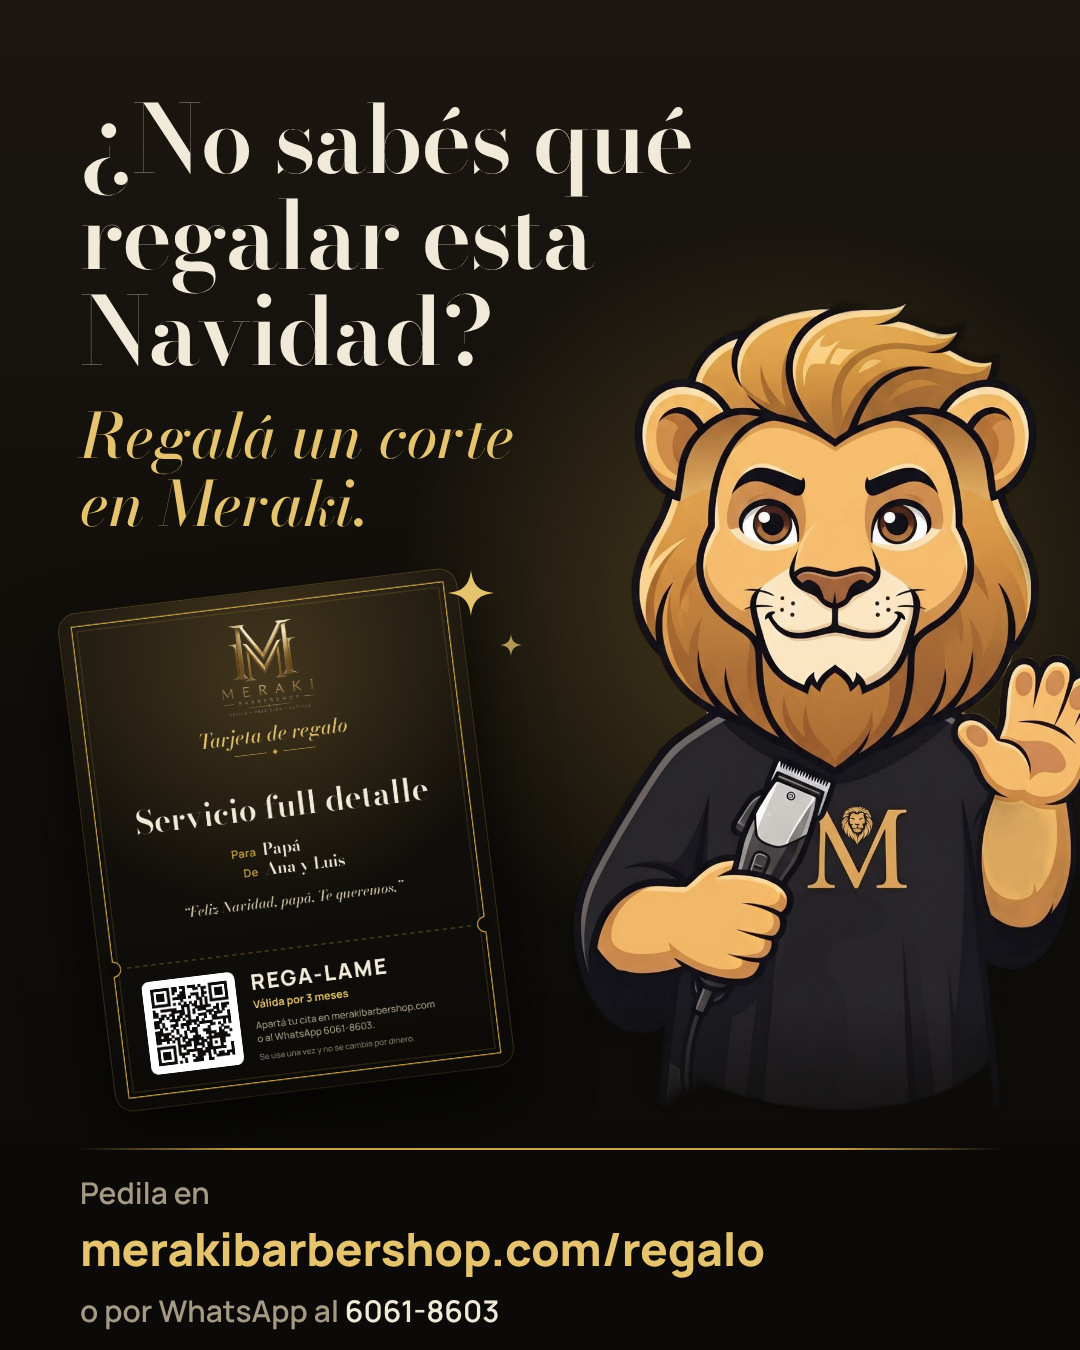 ¿No sabés qué
regalar esta
Navidad?
Regalá un corte
en Meraki.
M
MERAKI
BARBERSHOP
Tarjeta de regalo
Servicio full detalle
Para Papá
De Ana y Luis
“Feliz Navidad, papá. Te queremos.”
REGA-LAME
Válida por 3 meses
Apartá tu cita en merakibarbershop.com
o al WhatsApp 6061-8603.
Se usa una vez y no se cambia por dinero.
M
Pedila en
merakibarbershop.com/regalo
o por WhatsApp al 6061-8603